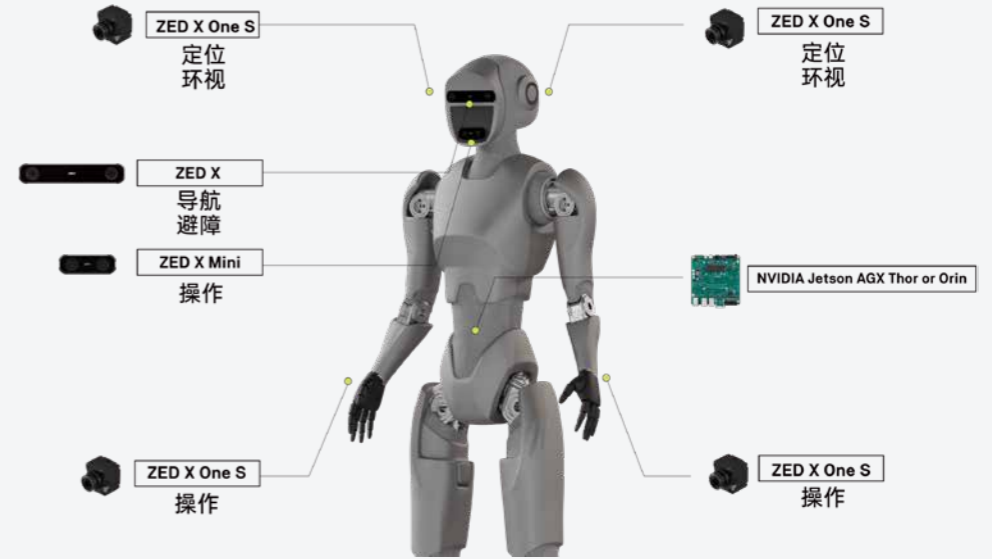 ZED X One S
定位
环视
ZED X One S
定位
环视
ZED X
导航
避障
ZED X Mini
操作
NVIDIA Jetson AGX Thor or Orin
ZED X One S
操作
ZED X One S
操作